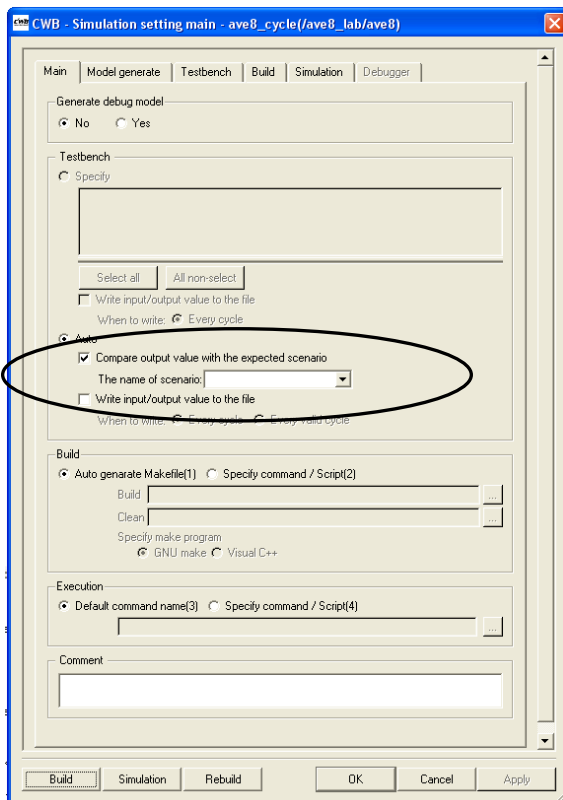 CWB - Simulation setting main - ave8_cycle(/ave8_lab/ave8)
Main Model generate Testbench Build Simulation Debugger
Generate debug model
No Yes
Testbench
Specify
Select all All non-select
Write input/output value to the file
When to write: Every cycle
Auto
Compare output value with the expected scenario
The name of scenario:
Write input/output value to the file
When to write: Every cycle Every valid cycle
Build
Auto genarate Makefile(1) Specify command / Script(2)
Build ...
Clean ...
Specify make program
GNU make Visual C++
Execution
Default command name(3) Specify command / Script(4)
...
Comment
Build Simulation Rebuild OK Cancel Apply